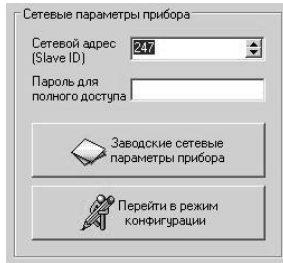 Сетевые параметры прибора
Сетевой адрес
(Slave ID)
247
Пароль для
полного доступа
Заводские сетевые
параметры прибора
Перейти в режим
конфигурации